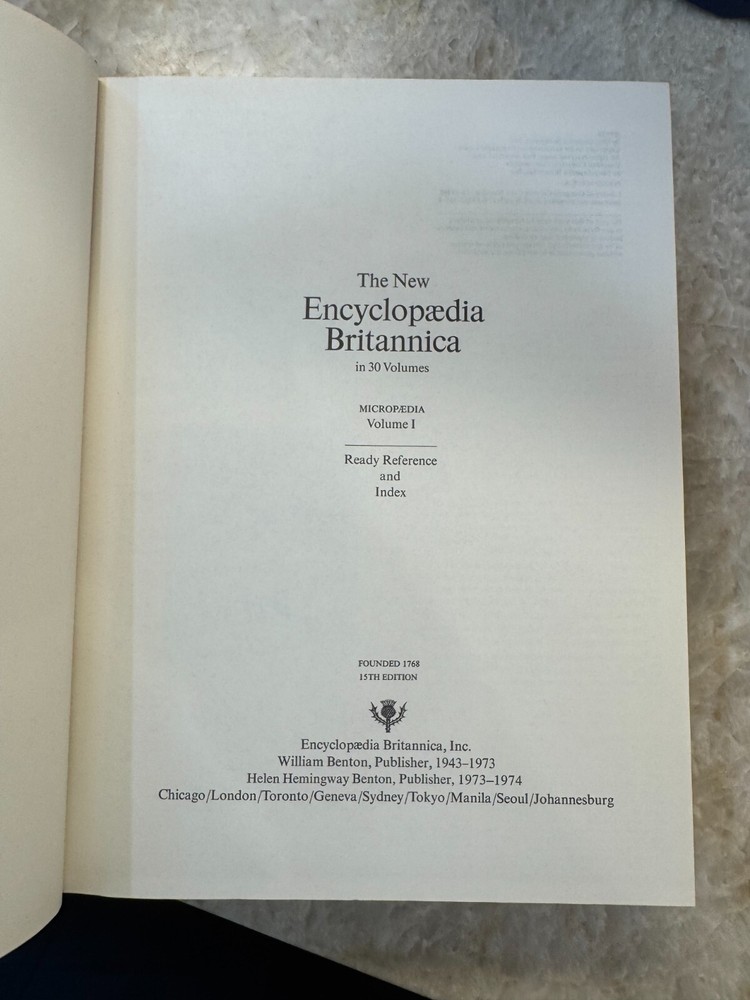 The New
Encyclopædia
Britannica
in 30 Volumes
MICROPÆDIA
Volume I
Ready Reference
and
Index
FOUNDED 1768
15TH EDITION
Encyclopædia Britannica, Inc.
William Benton, Publisher, 1943–1973
Helen Hemingway Benton, Publisher, 1973–1974
Chicago/London/Toronto/Geneva/Sydney/Tokyo/Manila/Seoul/Johannesburg